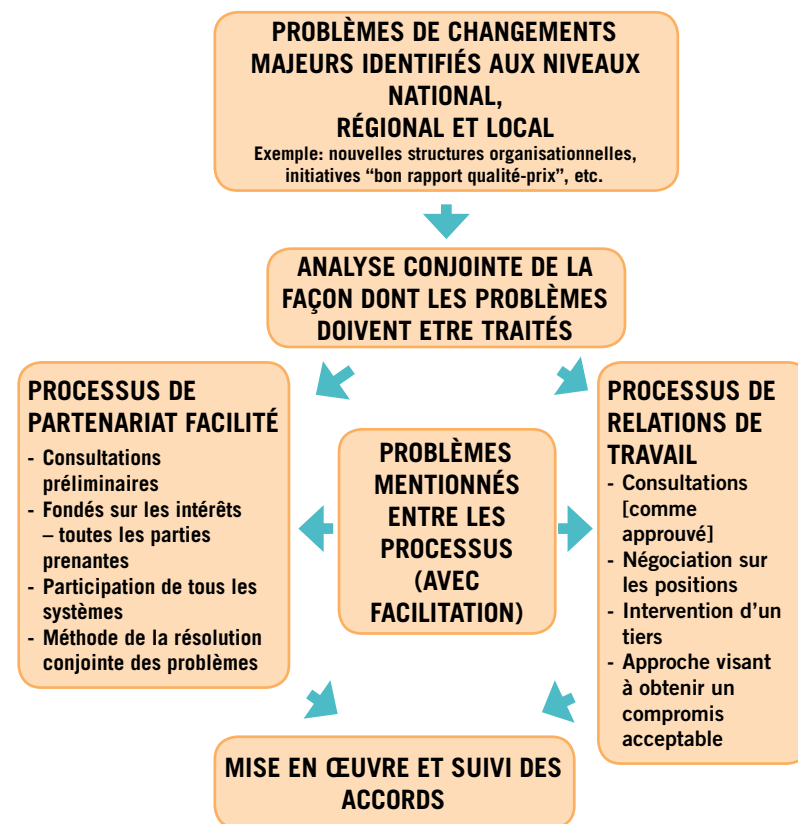 PROBLÈMES DE CHANGEMENTS
MAJEURS IDENTIFIÉS AUX NIVEAUX
NATIONAL,
RÉGIONAL ET LOCAL
Exemple: nouvelles structures organisationnelles,
initiatives “bon rapport qualité-prix”, etc.
ANALYSE CONJOINTE DE LA
FAÇON DONT LES PROBLÈMES
DOIVENT ETRE TRAITÉS
PROCESSUS DE
PARTENARIAT FACILITÉ
- Consultations
préliminaires
- Fondés sur les intérêts
– toutes les parties
prenantes
- Participation de tous les
systèmes
- Méthode de la résolution
conjointe des problèmes
PROBLÈMES
MENTIONNÉS
ENTRE LES
PROCESSUS
(AVEC
FACILITATION)
PROCESSUS DE
RELATIONS DE
TRAVAIL
- Consultations
[comme
approuvé]
- Négociation sur
les positions
- Intervention d’un
tiers
- Approche visant
à obtenir un
compromis
acceptable
MISE EN ŒUVRE ET SUIVI DES
ACCORDS